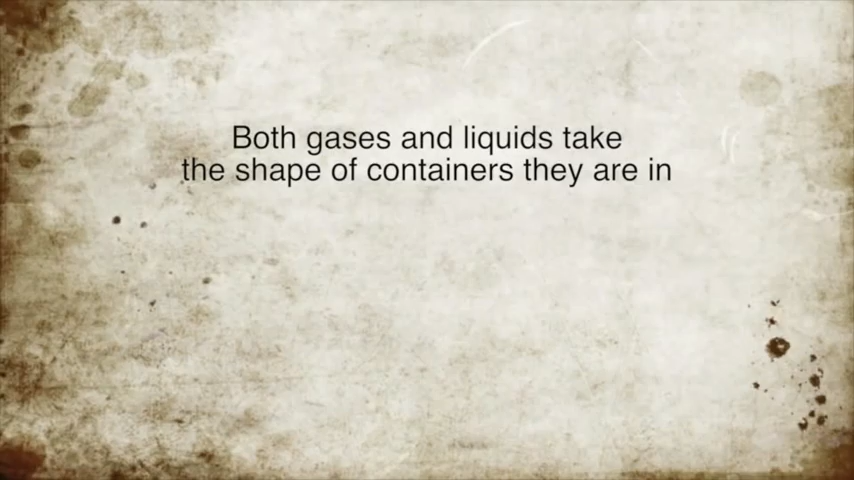 Both gases and liquids take
the shape of containers they are in